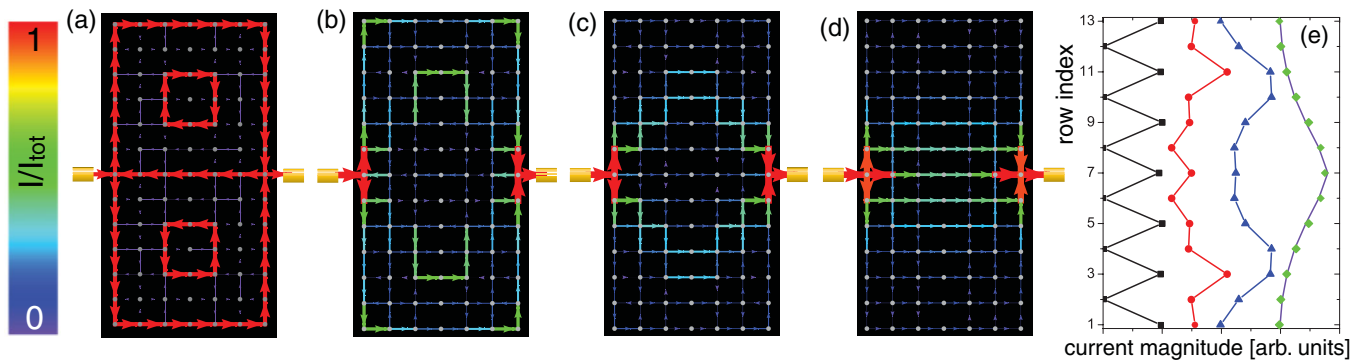 1
I/Itot
0
(a)
(b)
(c)
(d)
(e)
row index
13
11
9
7
5
3
1
current magnitude [arb. units]